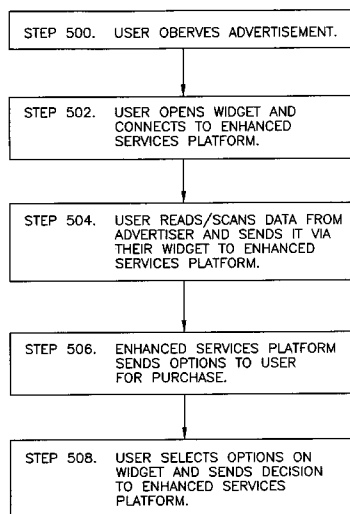 STEP 500. USER OBERVES ADVERTISEMENT.
STEP 502. USER OPENS WIDGET AND
CONNECTS TO ENHANCED
SERVICES PLATFORM.
STEP 504. USER READS/SCANS DATA FROM
ADVERTISER AND SENDS IT VIA
THEIR WIDGET TO ENHANCED
SERVICES PLATFORM.
STEP 506. ENHANCED SERVICES PLATFORM
SENDS OPTIONS TO USER
FOR PURCHASE.
STEP 508. USER SELECTS OPTIONS ON
WIDGET AND SENDS DECISION
TO ENHANCED SERVICES
PLATFORM.